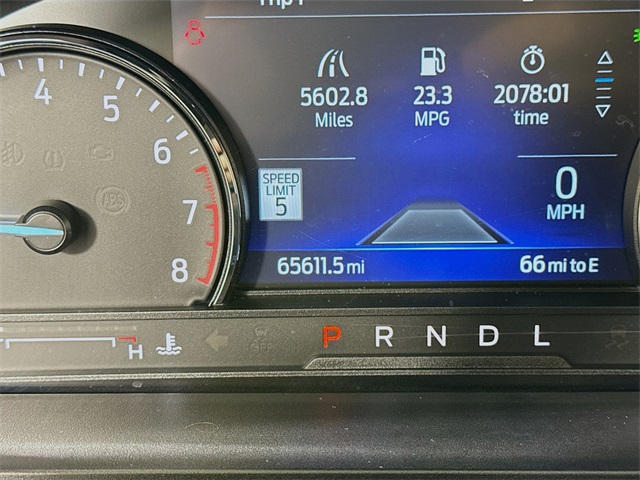 5602.8 23.3 2078:01
Miles MPG time
4
5
6
7
8
SPEED
LIMIT
5
0
MPH
65611.5 mi 66 mi to E
ABS
H P R N D L